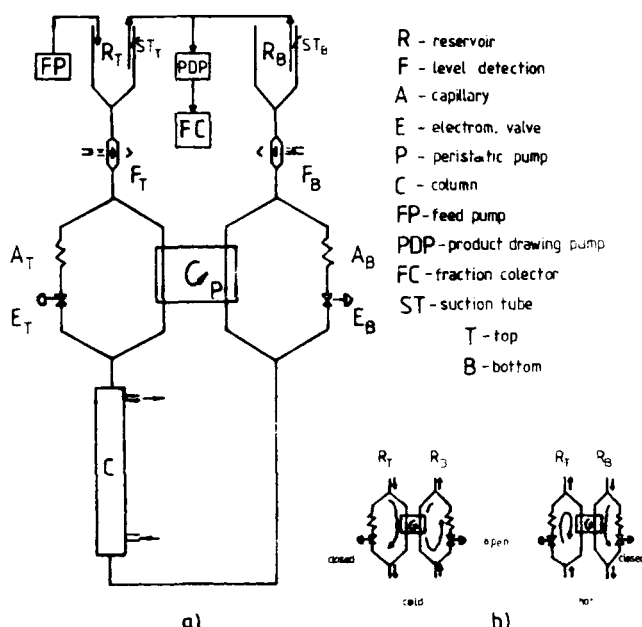 FP
R_T
ST_T
PDP
FC
R_B
ST_B
F_T
F_B
A_T
E_T
P
A_B
E_B
C
a)
R - reservoir
F - level detection
A - capillary
E - electrom. valve
P - peristatic pump
C - column
FP-feed pump
PDP-product drawing pump
FC - fraction colector
ST-suction tube
T - top
B - bottom
R_T
R_B
R_T
R_B
closed
open
closed
cold
hot
b)